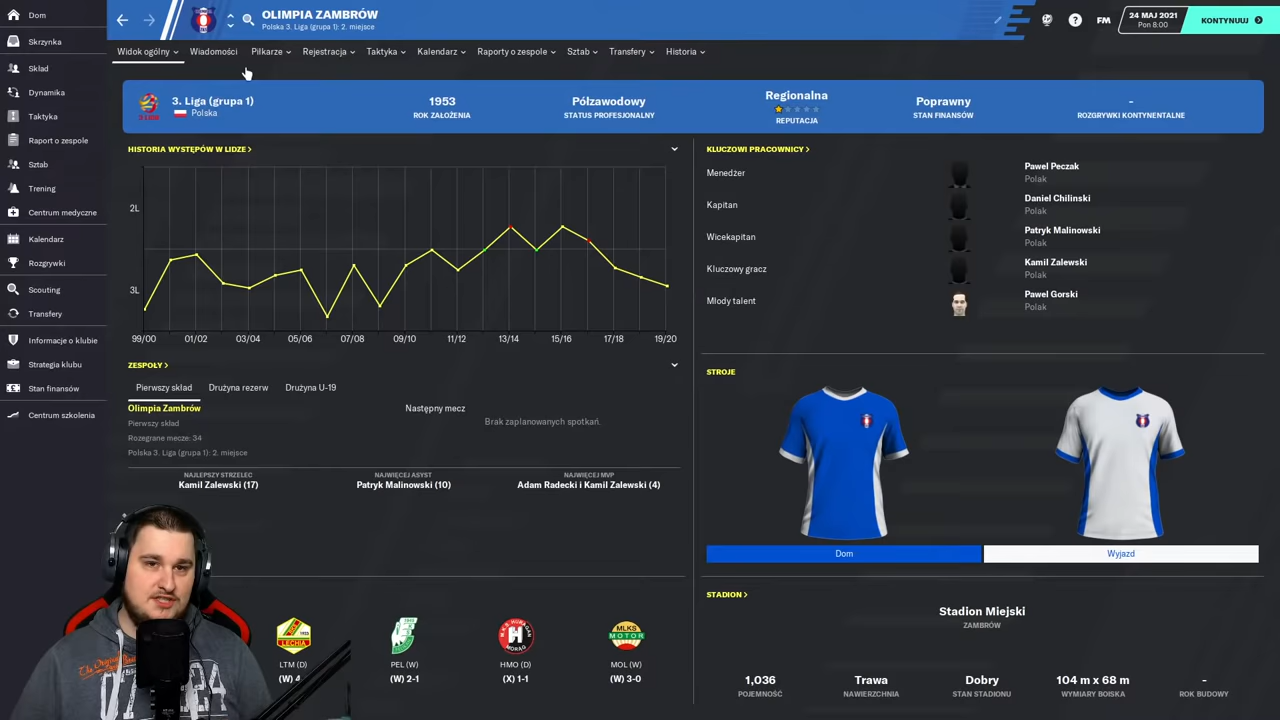 Dom
OLIMPIA ZAMBRÓW
Polska 3. Liga (grupa 1): 2. miejsce
FM
24 MAJ 2021
Pon 8:00
KONTYNUUJ
Skrzynka
Skład
Dynamika
Taktyka
Raport o zespole
Sztab
Trening
Centrum medyczne
Kalendarz
Rozgrywki
Scouting
Transfery
Informacje o klubie
Strategia klubu
Stan finansów
Centrum szkolenia
Widok ogólny
Wiadomości
Piłkarze
Rejestracja
Taktyka
Kalendarz
Raporty o zespole
Sztab
Transfery
Historia
3. Liga (grupa 1)
Polska
1953
ROK ZAŁOŻENIA
Półzawodowy
STATUS PROFESJONALNY
Regionalna
REPUTACJA
Poprawny
STAN FINANSÓW
-
ROZGRYWKI KONTYNENTALNE
HISTORIA WYSTĘPÓW W LIDZE >
2L
3L
99/00 01/02 03/04 05/06 07/08 09/10 11/12 13/14 15/16 17/18 19/20
ZESPOŁY >
Pierwszy skład
Drużyna rezerw
Drużyna U-19
Olimpia Zambrów
Pierwszy skład
Rozegrane mecze: 34
Polska 3. Liga (grupa 1): 2. miejsce
Następny mecz
Brak zaplanowanych spotkań.
NAJLEPSZY STRZELEC
Kamil Zalewski (17)
NAJWIĘCEJ ASYST
Patryk Malinowski (10)
NAJWIĘCEJ MVP
Adam Radecki i Kamil Zalewski (4)
LECHIA
LTM (D)
(W) 4
PEL (W)
(W) 2-1
HMO (D)
(X) 1-1
MLKS
MOTOR
MOL (W)
(W) 3-0
KLUCZOWI PRACOWNICY >
Menedżer
Pawel Peczak
Polak
Kapitan
Daniel Chilinski
Polak
Wicekapitan
Patryk Malinowski
Polak
Kluczowy gracz
Kamil Zalewski
Polak
Młody talent
Pawel Gorski
Polak
STROJE
Dom
Wyjazd
STADION >
Stadion Miejski
ZAMBRÓW
1,036
POJEMNOŚĆ
Trawa
NAWIERZCHNIA
Dobry
STAN STADIONU
104 m x 68 m
WYMIARY BOISKA
-
ROK BUDOWY